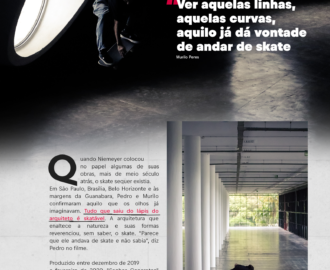 "Ver aquelas linhas,
aquelas curvas,
aquilo já dá vontade
de andar de skate
Murilo Peres
Quando Niemeyer colocou
no papel algumas de suas
obras, mais de meio século
atrás, o skate sequer existia.
Em São Paulo, Brasília, Belo Horizonte e às
margens da Guanabara, Pedro e Murilo
confirmaram aquilo que os olhos já
imaginavam. Tudo que saiu do lápis do
arquiteto é skatável. A arquitetura que
enaltece a natureza e suas formas
reverenciou, sem saber, o skate. "Parece
que ele andava de skate e não sabia", diz
Pedro no filme.
Produzido entre dezembro de 2019